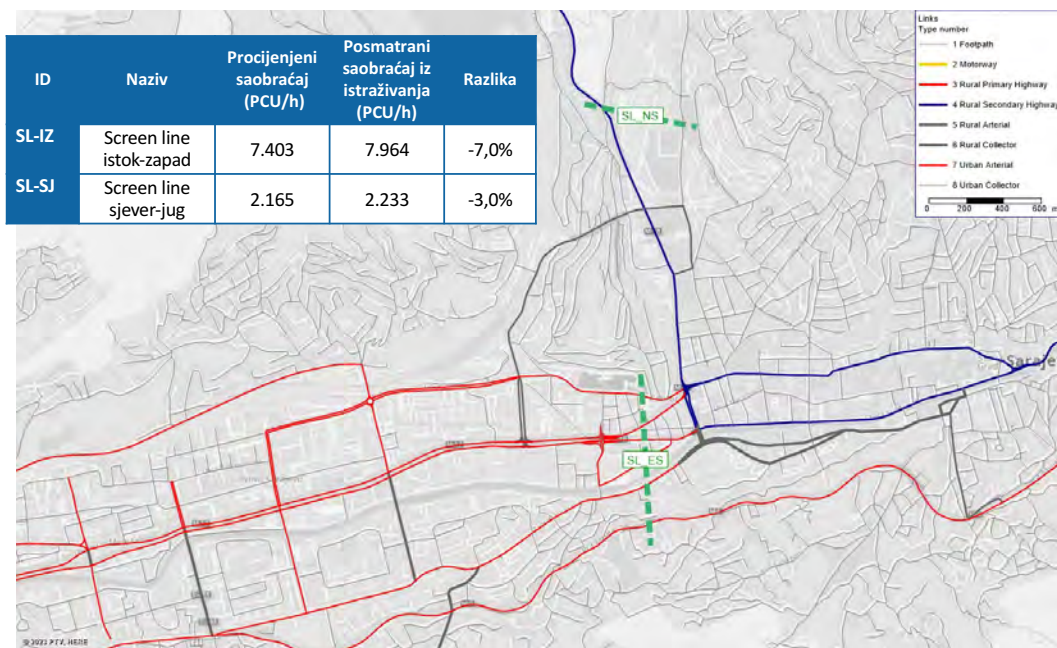 ID
Naziv
Procijenjeni
saobraćaj
(PCU/h)
Posmatrani
saobraćaj iz
istraživanja
(PCU/h)
Razlika
SL-IZ
Screen line
istok-zapad
7.403
7.964
-7,0%
SL-SJ
Screen line
sjever-jug
2.165
2.233
-3,0%
Links
Type number
1 Footpath
2 Motorway
3 Rural Primary Highway
4 Rural Secondary Highway
5 Rural Arterial
6 Rural Collector
7 Urban Arterial
8 Urban Collector
0 200 400 600 m
SL_NS
SL_ES
Saraje
© 2021 PTV, HERE